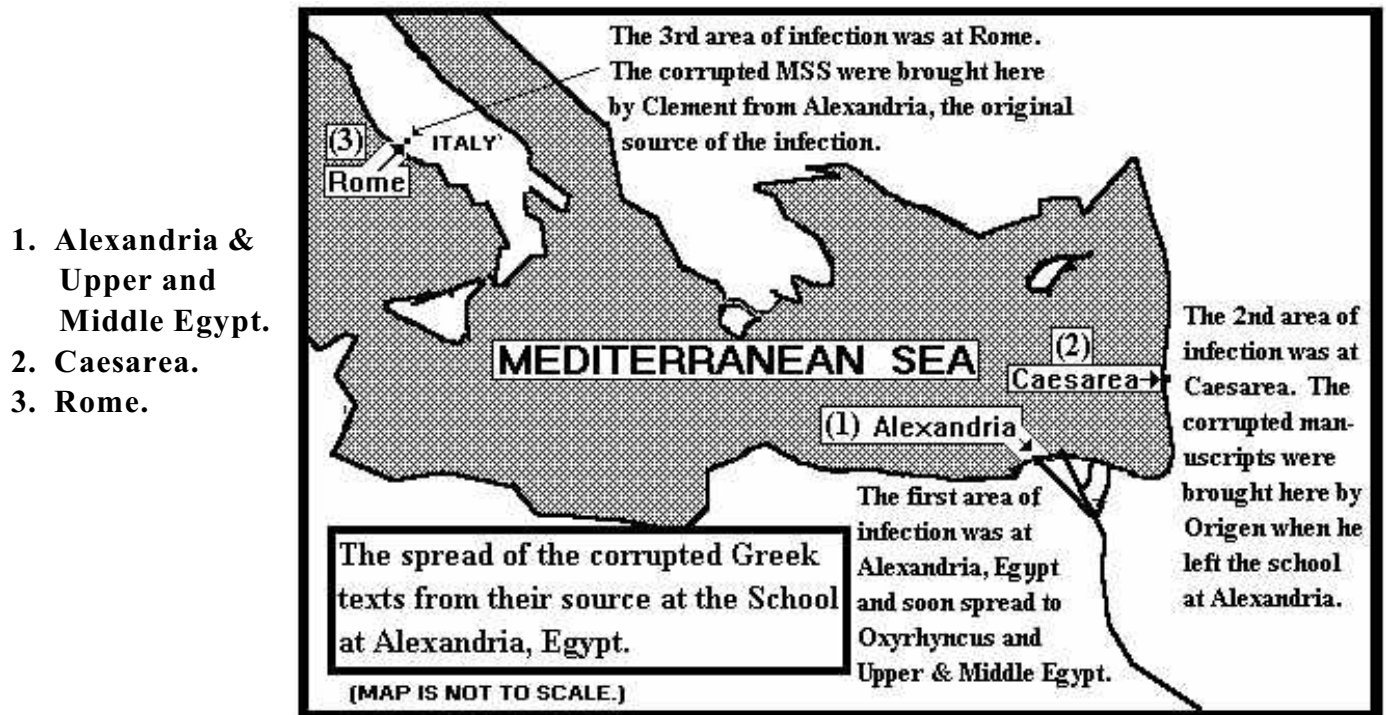 1. Alexandria &
Upper and
Middle Egypt.
2. Caesarea.
3. Rome.
The 3rd area of infection was at Rome.
The corrupted MSS were brought here
by Clement from Alexandria, the original
source of the infection.
(3)
Rome
ITALY
MEDITERRANEAN SEA
(2)
Caesarea
(1) Alexandria
The 2nd area of
infection was at
Caesarea. The
corrupted man-
uscripts were
brought here by
Origen when he
left the school
at Alexandria.
The first area of
infection was at
Alexandria, Egypt
and soon spread to
Oxyrhyncus and
Upper & Middle Egypt.
The spread of the corrupted Greek
texts from their source at the School
at Alexandria, Egypt.
(MAP IS NOT TO SCALE.)